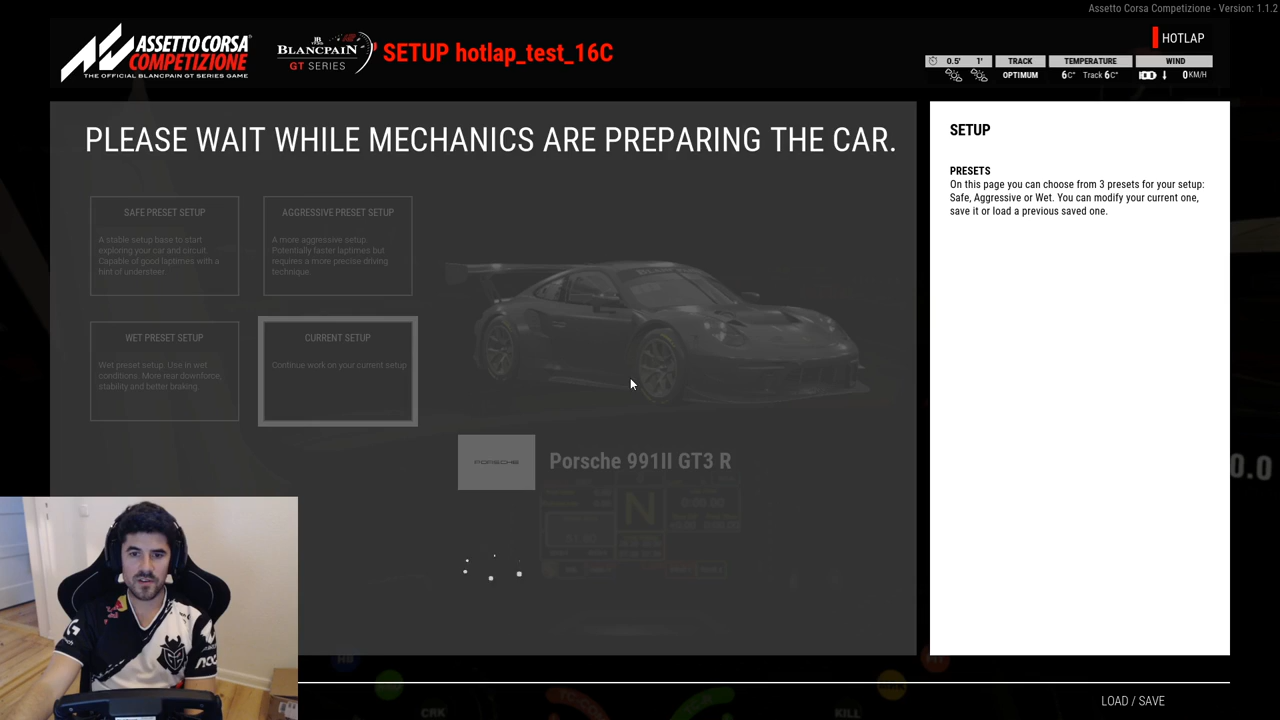 Assetto Corsa Competizione - Version: 1.1.2
ASSETTO CORSA
COMPETIZIONE
THE OFFICIAL BLANCPAIN GT SERIES GAME
BLANCPAIN
GT SERIES
SETUP hotlap_test_16C
HOTLAP
0.5' 1' TRACK TEMPERATURE WIND
OPTIMUM 6C° Track 6C° 0KM/H
PLEASE WAIT WHILE MECHANICS ARE PREPARING THE CAR.
SAFE PRESET SETUP
A stable setup base to start
exploring your car and circuit.
Capable of good laptimes with a
hint of understeer.
AGGRESSIVE PRESET SETUP
A more aggressive setup.
Potentially faster laptimes but
requires a more precise driving
technique.
WET PRESET SETUP
Wet preset setup. Use in wet
conditions. More rear downforce,
stability and better braking.
CURRENT SETUP
Continue work on your current setup
PORSCHE
Porsche 991II GT3 R
N
SETUP
PRESETS
On this page you can choose from 3 presets for your setup:
Safe, Aggressive or Wet. You can modify your current one,
save it or load a previous saved one.
0.0
CRK
KILL
LOAD / SAVE